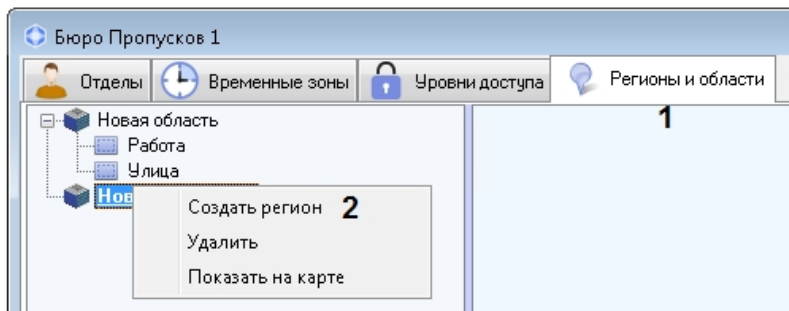 Бюро Пропусков 1
Отделы Временные зоны Уровни доступа Регионы и области
1
Новая область
Работа
Улица
Нов
Создать регион 2
Удалить
Показать на карте